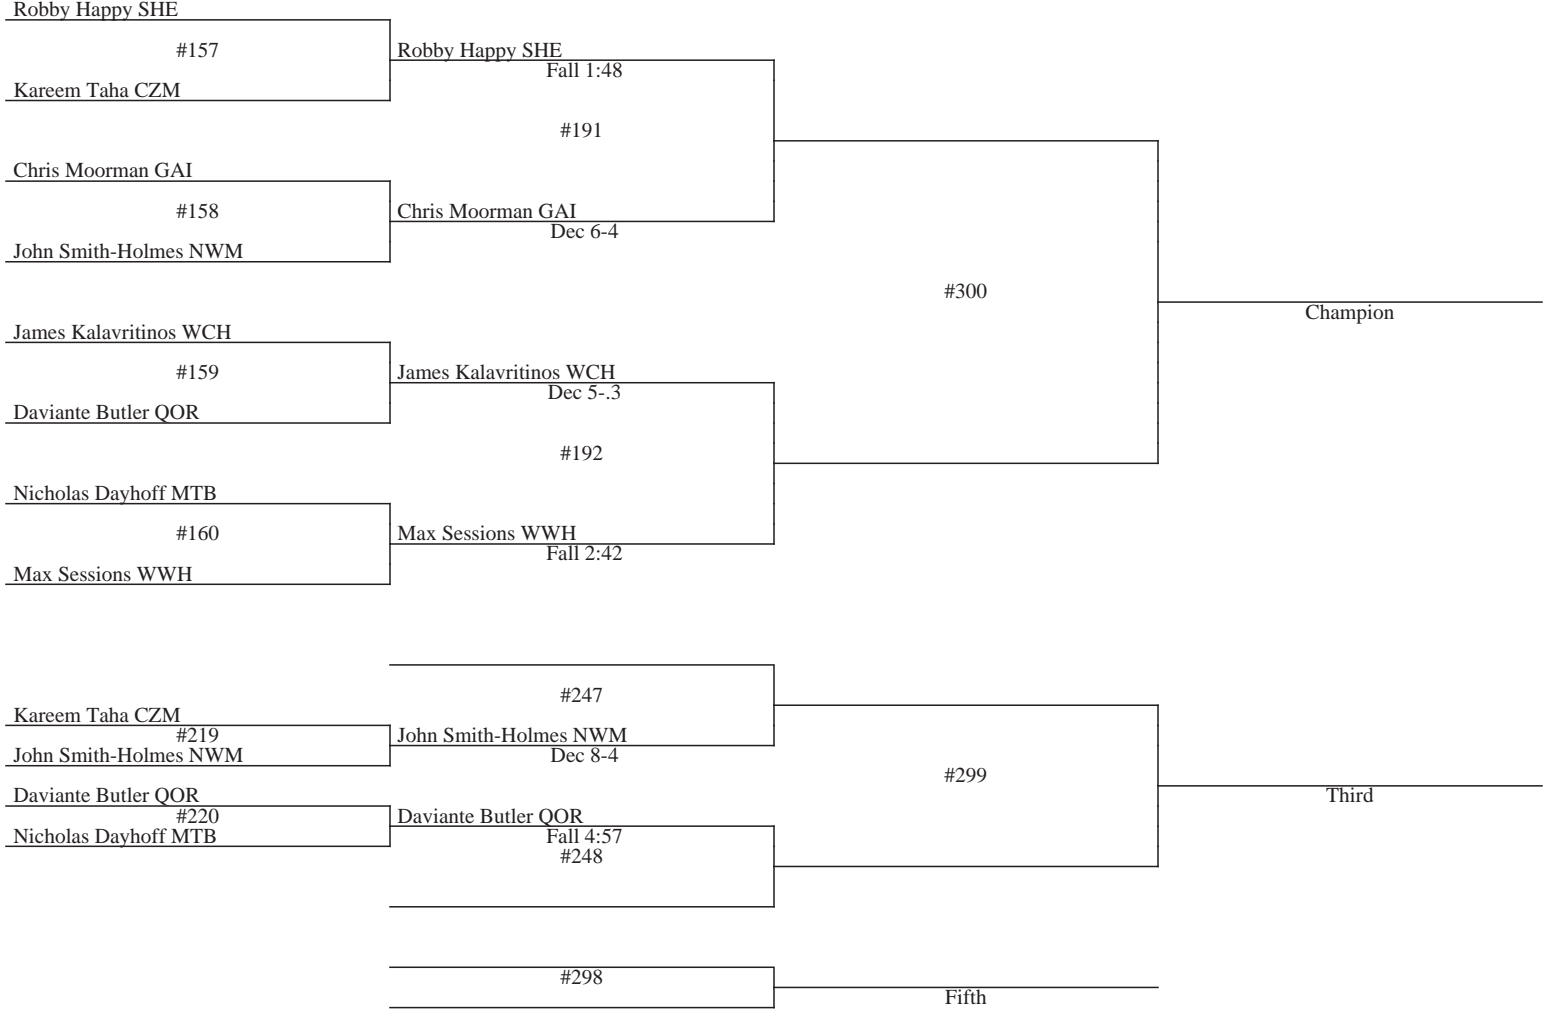 Robby Happy SHE
#157
Robby Happy SHE
Fall 1:48
Kareem Taha CZM
#191
Chris Moorman GAI
#158
Chris Moorman GAI
Dec 6-4
John Smith-Holmes NWM
#300
Champion
James Kalavritinos WCH
#159
James Kalavritinos WCH
Dec 5-.3
Daviante Butler QOR
#192
Nicholas Dayhoff MTB
#160
Max Sessions WWH
Fall 2:42
Max Sessions WWH
#247
Kareem Taha CZM
#219
John Smith-Holmes NWM
John Smith-Holmes NWM
Dec 8-4
#299
Third
Daviante Butler QOR
#220
Daviante Butler QOR
Nicholas Dayhoff MTB
Fall 4:57
#248
#298
Fifth